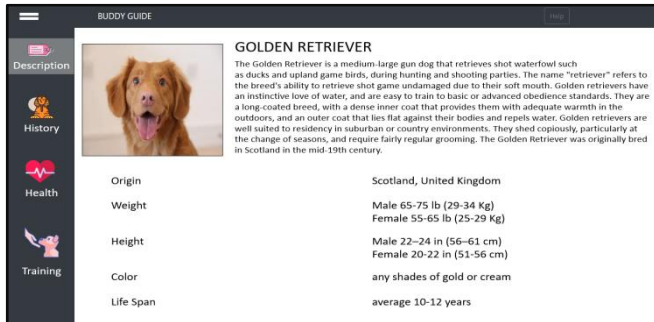 BUDDY GUIDE
Help
Description
History
Health
Training
GOLDEN RETRIEVER
The Golden Retriever is a medium-large gun dog that retrieves shot waterfowl such
as ducks and upland game birds, during hunting and shooting parties. The name "retriever" refers to
the breed's ability to retrieve shot game undamaged due to their soft mouth. Golden retrievers have
an instinctive love of water, and are easy to train to basic or advanced obedience standards. They are
a long-coated breed, with a dense inner coat that provides them with adequate warmth in the
outdoors, and an outer coat that lies flat against their bodies and repels water. Golden retrievers are
well suited to residency in suburban or country environments. They shed copiously, particularly at
the change of seasons, and require fairly regular grooming. The Golden Retriever was originally bred
in Scotland in the mid-19th century.
Origin Scotland, United Kingdom
Weight Male 65-75 lb (29-34 Kg)
Female 55-65 lb (25-29 Kg)
Height Male 22–24 in (56–61 cm)
Female 20-22 in (51-56 cm)
Color any shades of gold or cream
Life Span average 10-12 years